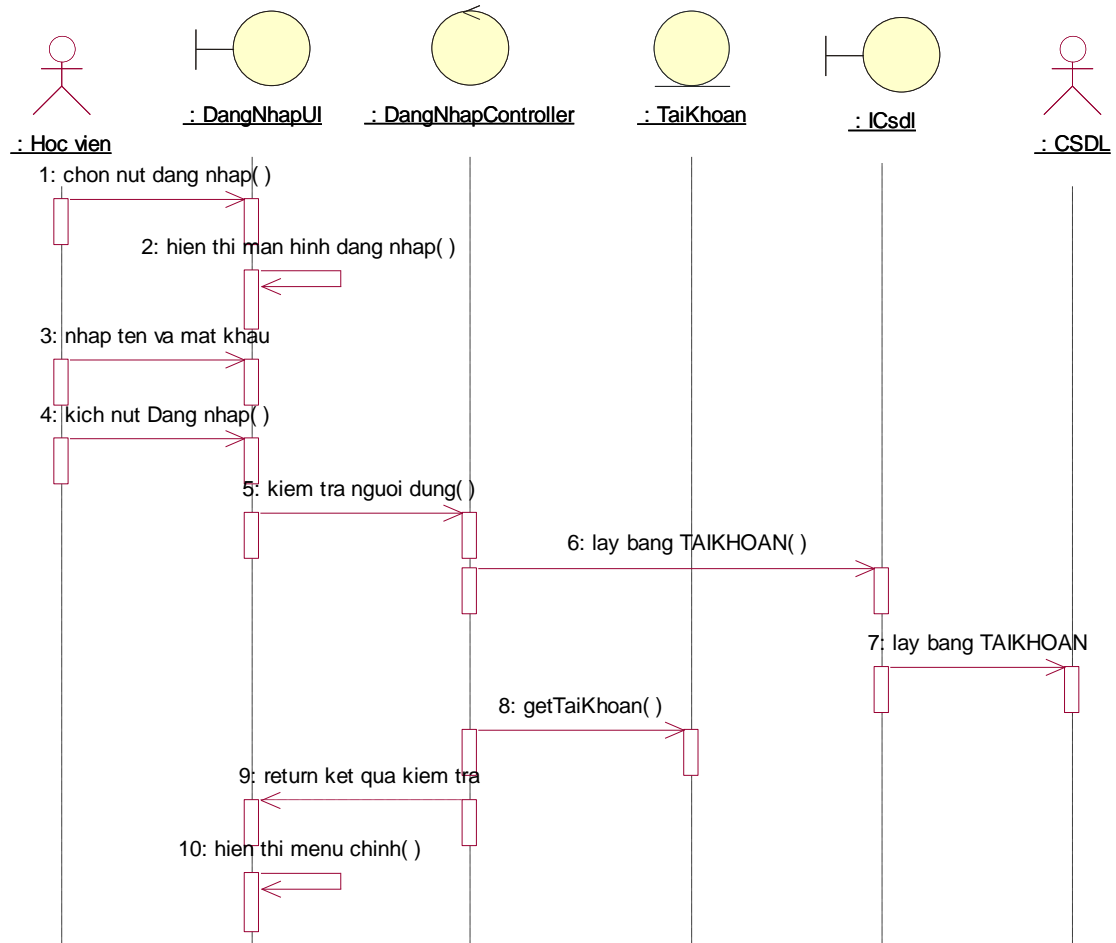 : Hoc vien
: DangNhapUI
: DangNhapController
: TaiKhoan
: ICsdl
: CSDL
1: chon nut dang nhap( )
2: hien thi man hinh dang nhap( )
3: nhap ten va mat khau
4: kich nut Dang nhap( )
5: kiem tra nguoi dung( )
6: lay bang TAIKHOAN( )
7: lay bang TAIKHOAN
8: getTaiKhoan( )
9: return ket qua kiem tra
10: hien thi menu chinh( )